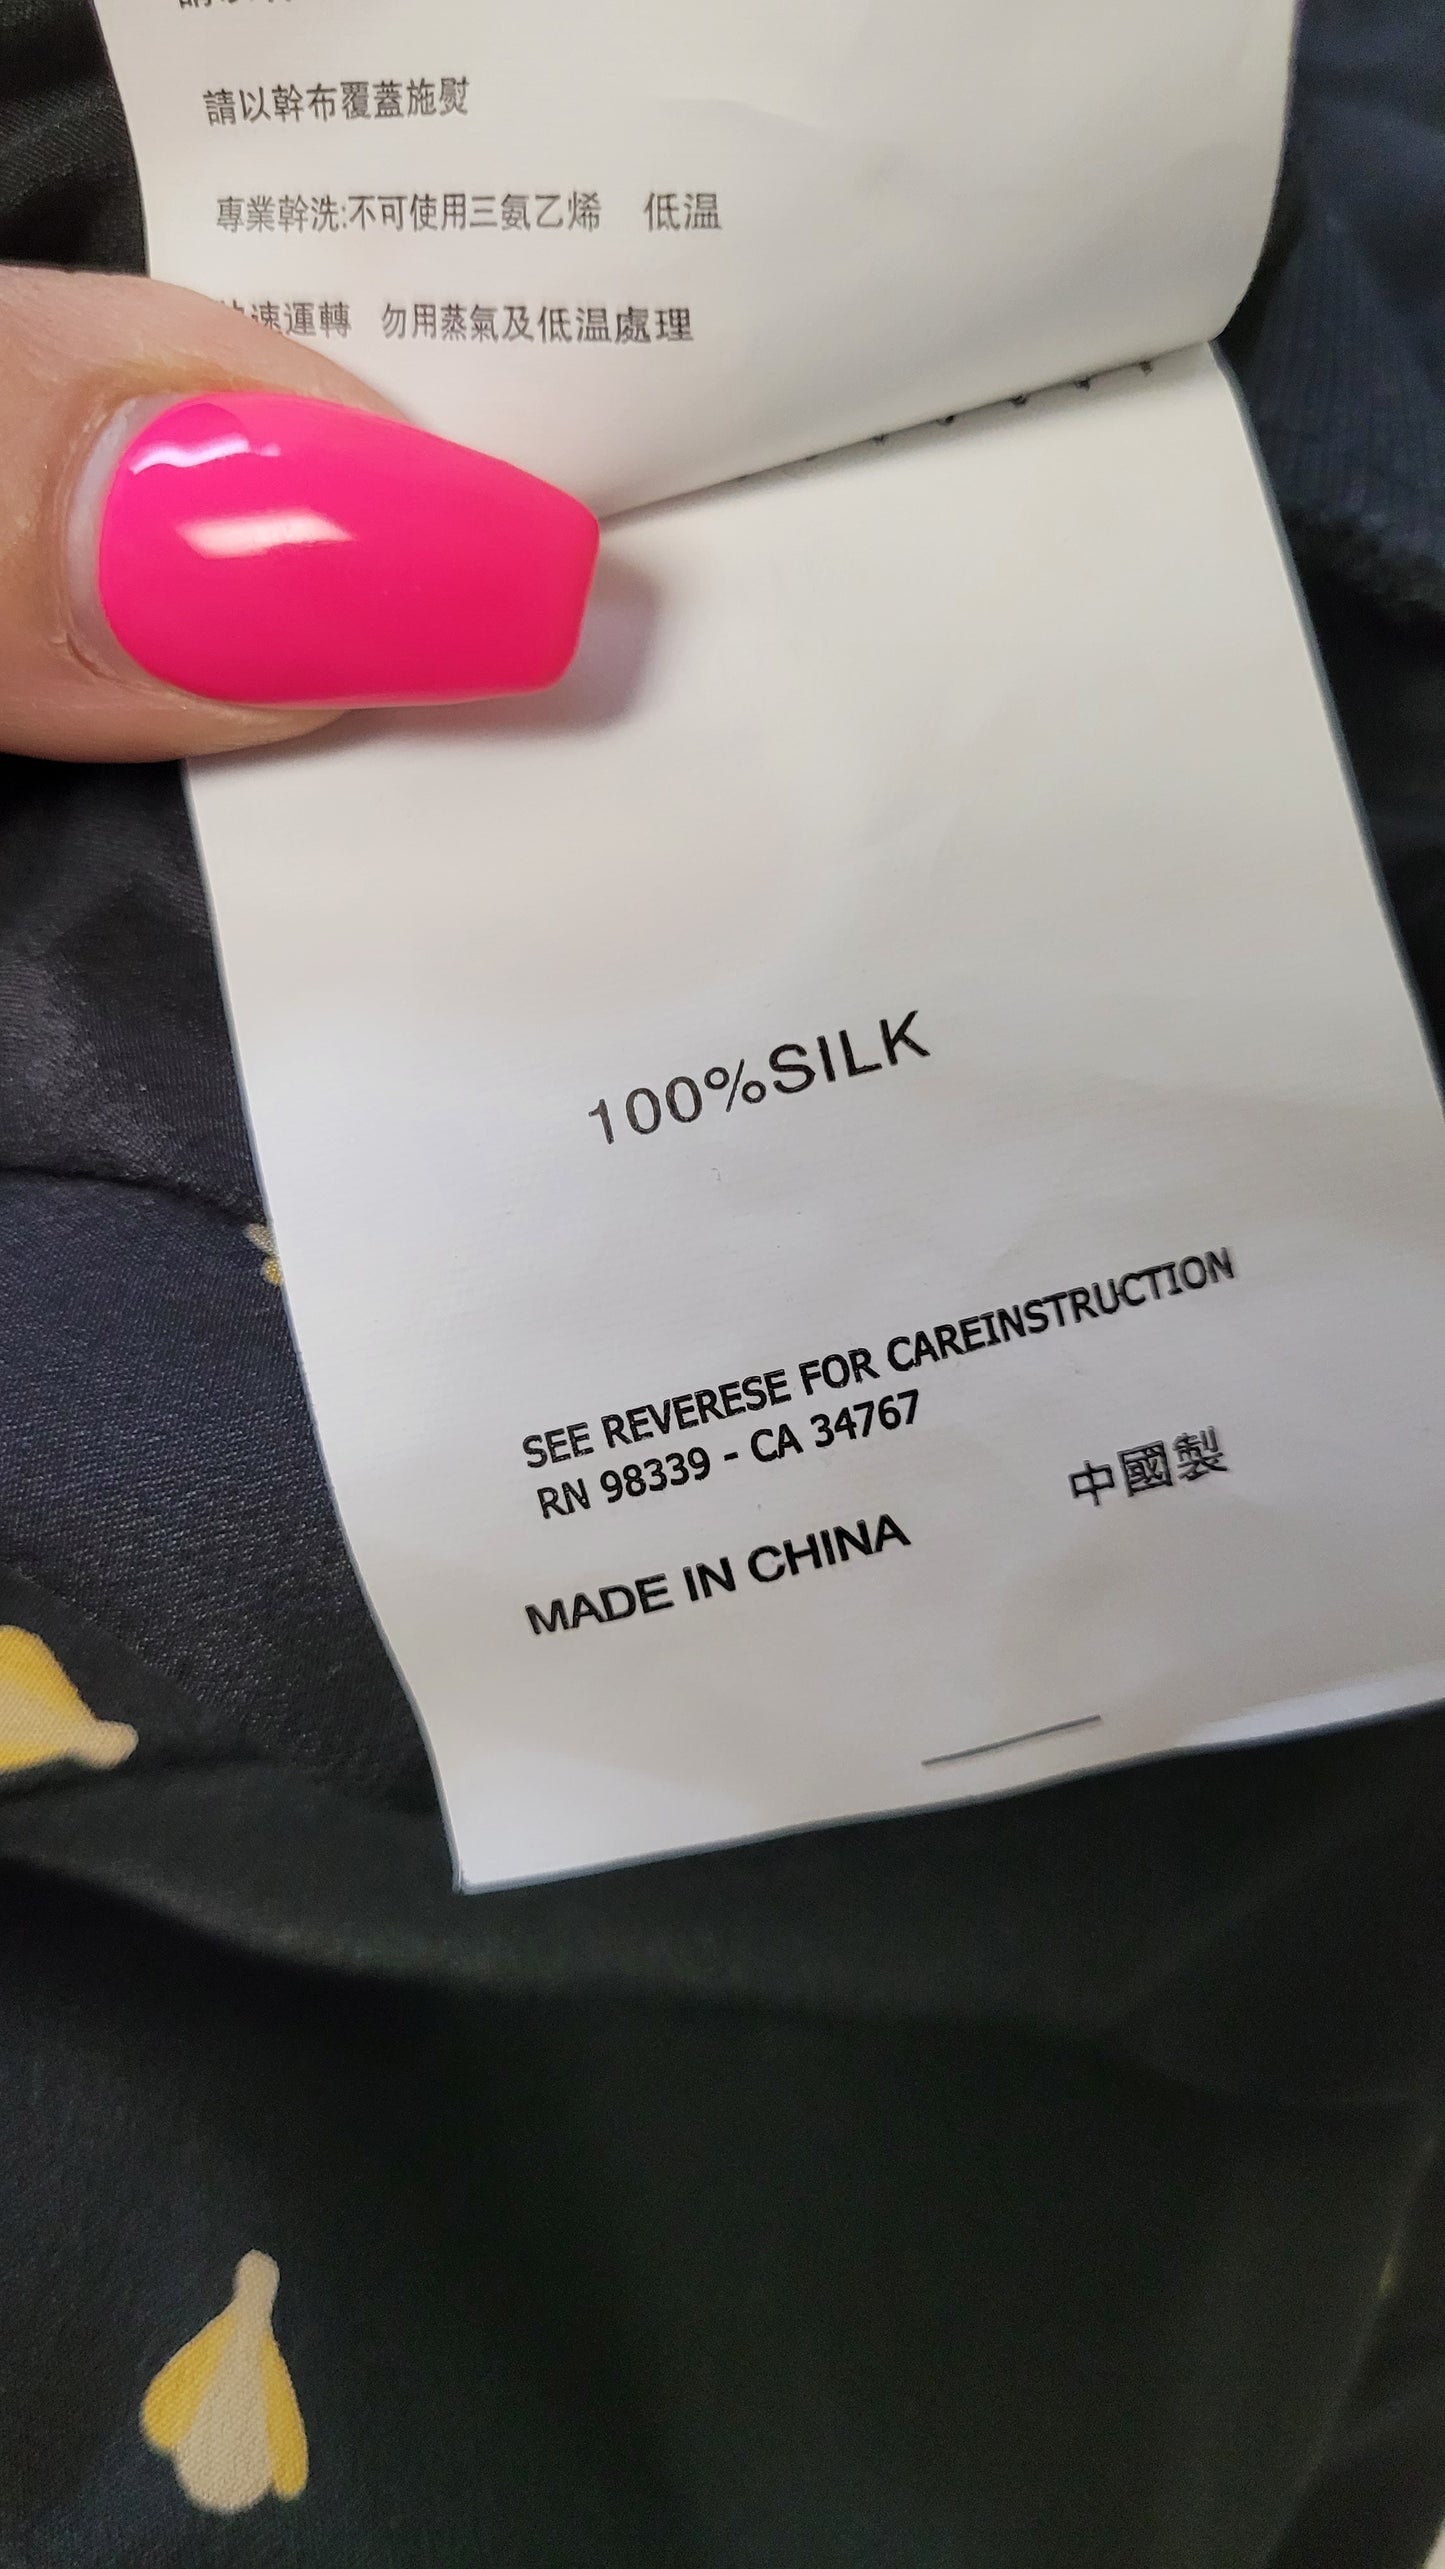 請以幹布覆蓋施熨
專業幹洗:不可使用三氨乙烯 低温
速運轉 勿用蒸氣及低温處理
100%SILK
SEE REVERESE FOR CAREINSTRUCTION
RN 98339 - CA 34767
中國製
MADE IN CHINA